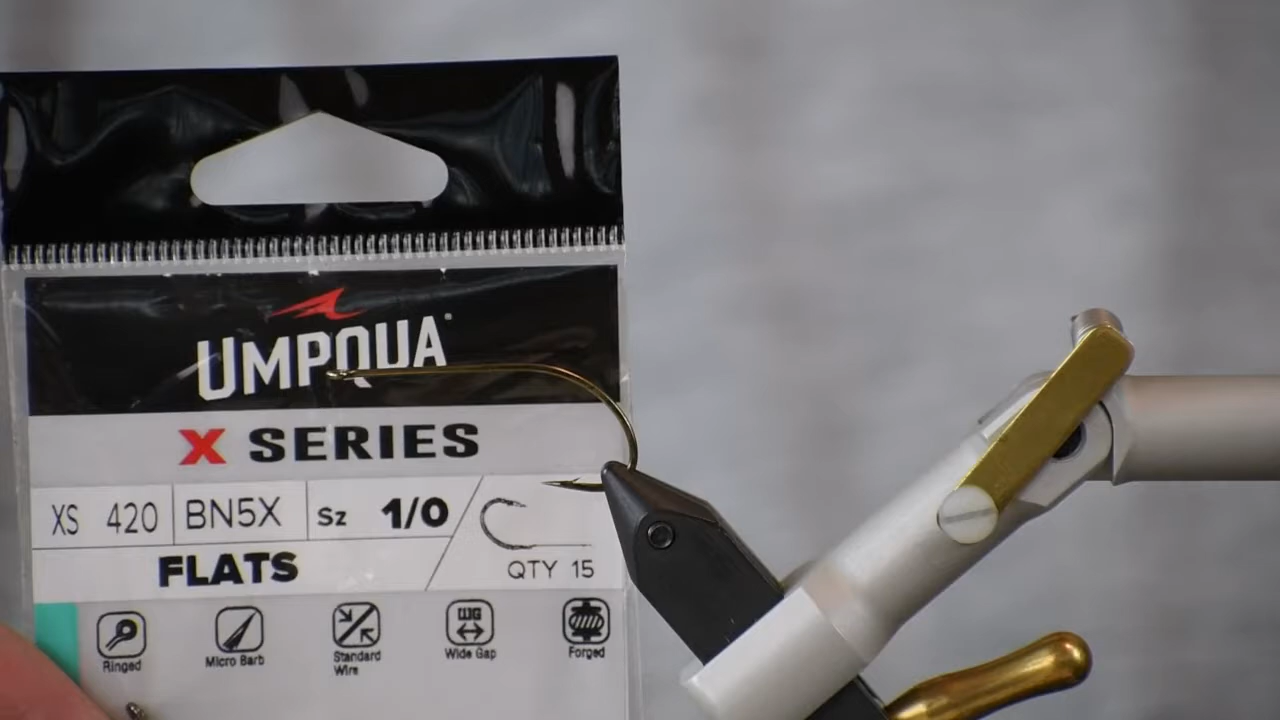 UMPQUA
X SERIES
XS 420 BN5X Sz 1/0
FLATS
QTY 15
WG
Ringed Micro Barb Standard Wire Wide Gap Forged